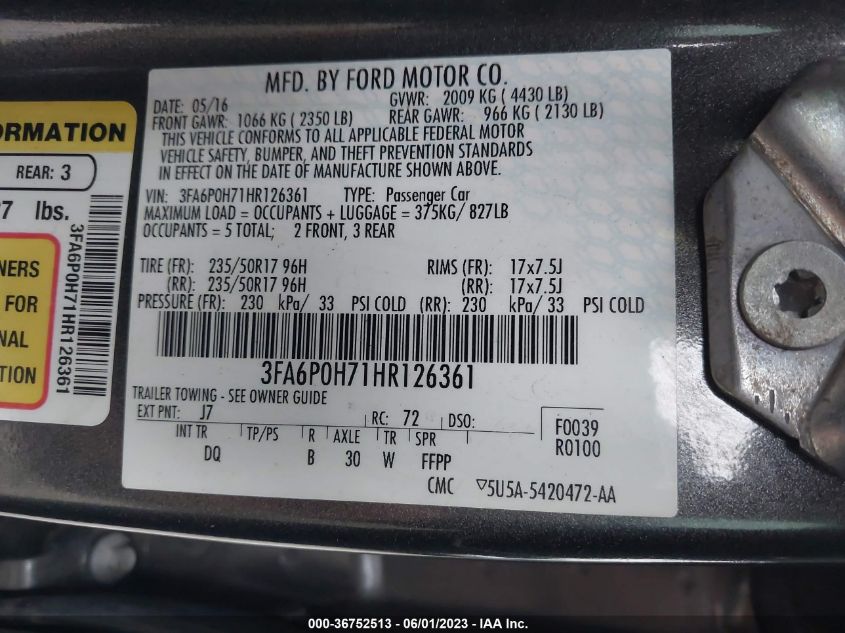 MFD. BY FORD MOTOR CO.
DATE: 05/16 GVWR: 2009 KG ( 4430 LB)
FRONT GAWR: 1066 KG ( 2350 LB) REAR GAWR: 966 KG ( 2130 LB)
THIS VEHICLE CONFORMS TO ALL APPLICABLE FEDERAL MOTOR
VEHICLE SAFETY, BUMPER, AND THEFT PREVENTION STANDARDS
IN EFFECT ON THE DATE OF MANUFACTURE SHOWN ABOVE.
VIN: 3FA6P0H71HR126361 TYPE: Passenger Car
MAXIMUM LOAD = OCCUPANTS + LUGGAGE = 375KG/ 827LB
OCCUPANTS = 5 TOTAL; 2 FRONT, 3 REAR
TIRE (FR): 235/50R17 96H RIMS (FR): 17x7.5J
(RR): 235/50R17 96H (RR): 17x7.5J
PRESSURE (FR): 230 kPa/ 33 PSI COLD (RR): 230 kPa/ 33 PSI COLD
3FA6P0H71HR126361
TRAILER TOWING - SEE OWNER GUIDE
EXT PNT: J7 RC: 72 DSO:
F0039
R0100
INT TR TP/PS R AXLE TR SPR
DQ B 30 W FFPP
CMC ▽5U5A-5420472-AA
ORMATION
REAR: 3
7 lbs.
3FA6P0H71HR126361
NERS
FOR
NAL
TION
000-36752513 - 06/01/2023 - IAA Inc.